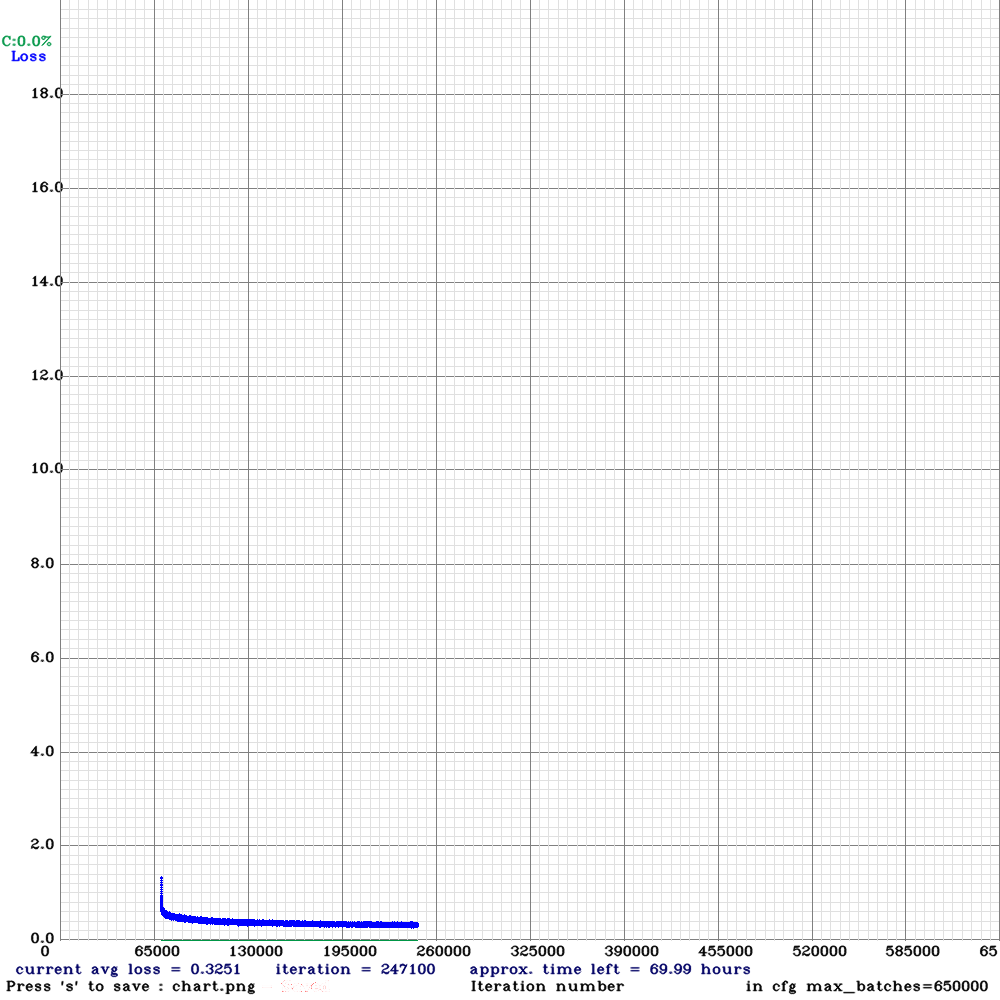 C:0.0%
Loss
18.0
16.0
14.0
12.0
10.0
8.0
6.0
4.0
2.0
0.0
0 65000 130000 195000 260000 325000 390000 455000 520000 585000 65
current avg loss = 0.3251 iteration = 247100 approx. time left = 69.99 hours
Press 's' to save : chart.png Iteration number in cfg max_batches=650000